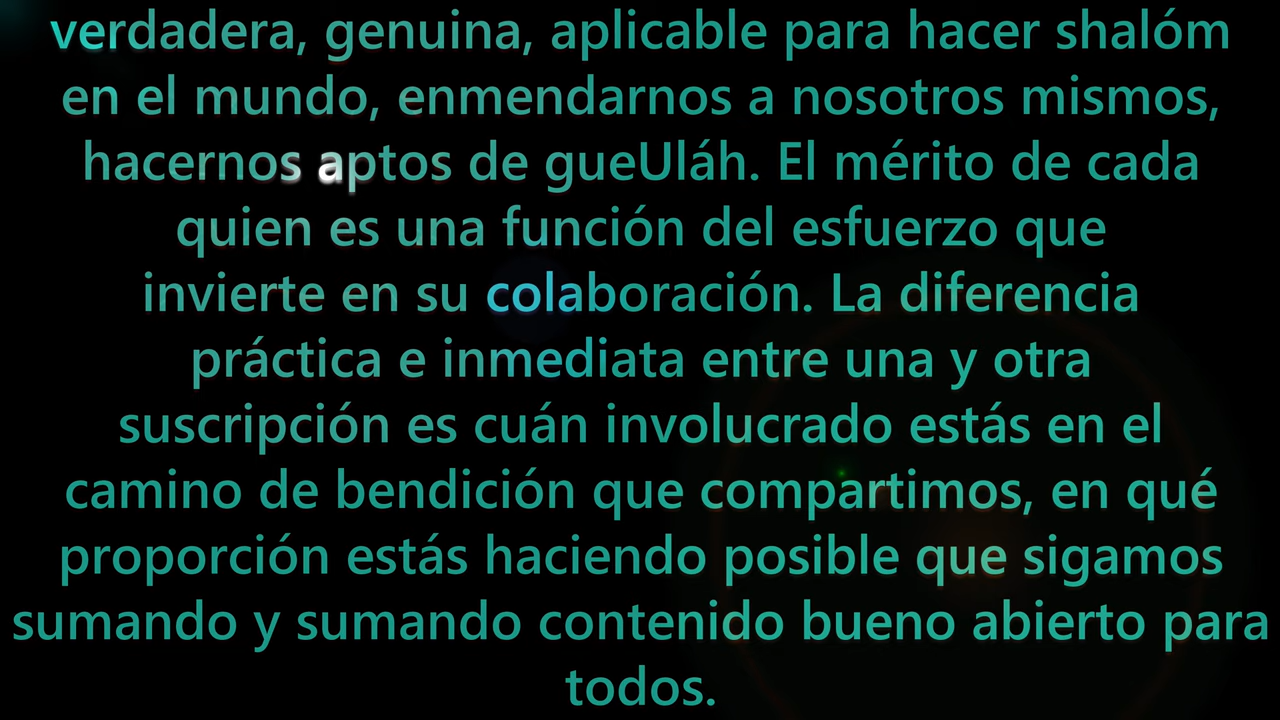 verdadera, genuina, aplicable para hacer shalóm
en el mundo, enmendarnos a nosotros mismos,
hacernos aptos de gueUláh. El mérito de cada
quien es una función del esfuerzo que
invierte en su colaboración. La diferencia
práctica e inmediata entre una y otra
suscripción es cuán involucrado estás en el
camino de bendición que compartimos, en qué
proporción estás haciendo posible que sigamos
sumando y sumando contenido bueno abierto para
todos.